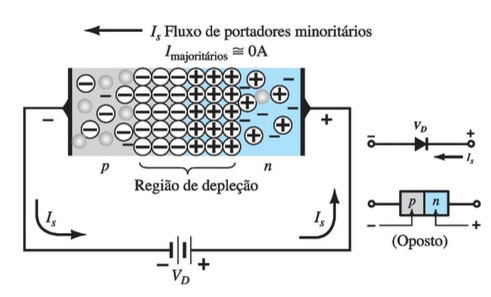 Is Fluxo de portadores minoritários
Imajoritários ≅ 0A
− +
p n
Região de depleção
Is Is
− +
VD
− VD +
Is
p n
− +
(Oposto)